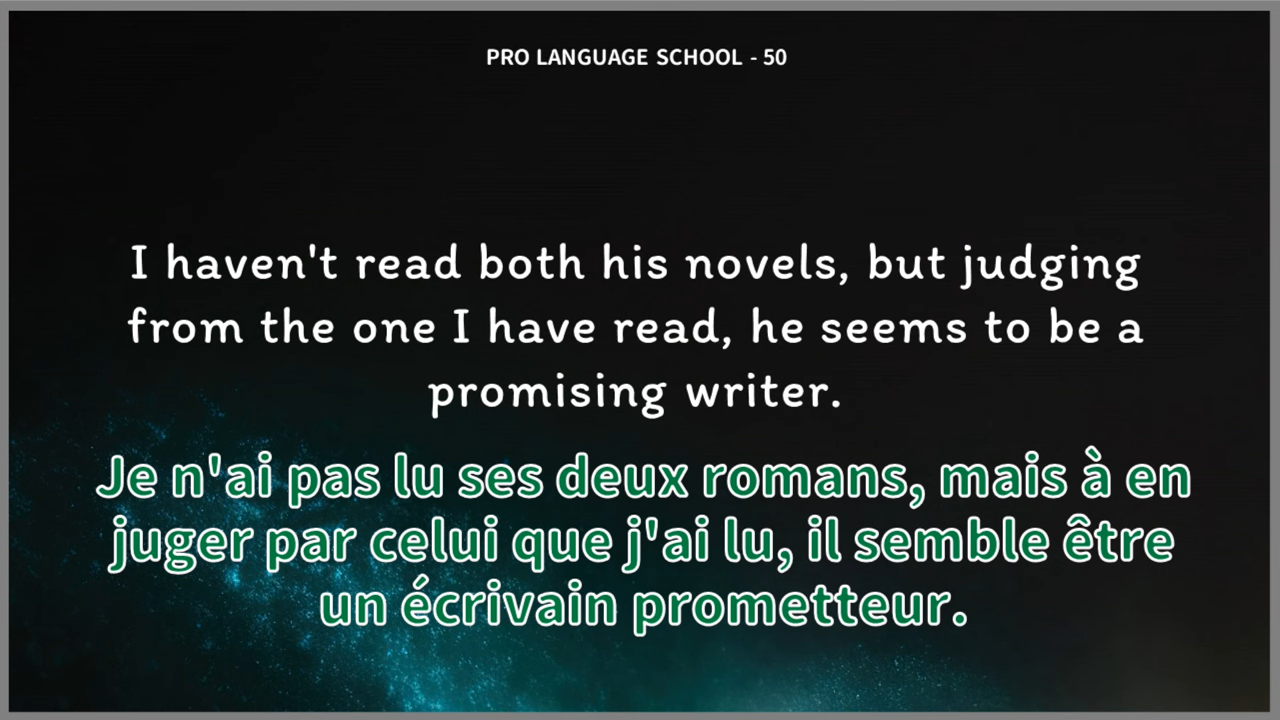 PRO LANGUAGE SCHOOL - 50
I haven't read both his novels, but judging
from the one I have read, he seems to be a
promising writer.
Je n'ai pas lu ses deux romans, mais à en
juger par celui que j'ai lu, il semble être
un écrivain prometteur.